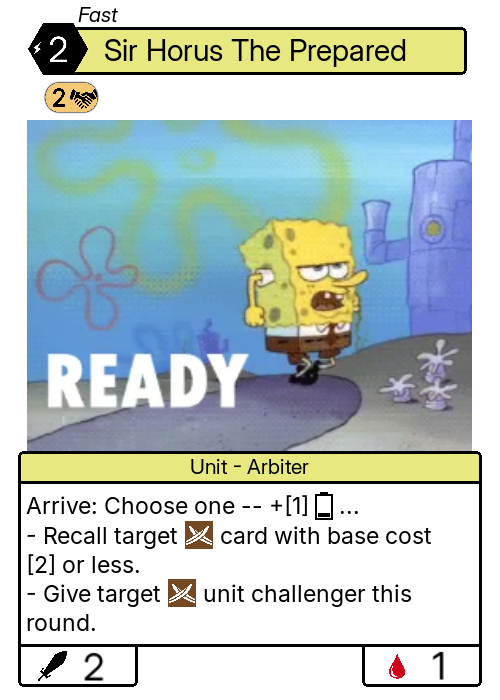 Fast
2 Sir Horus The Prepared
2
READY
Unit - Arbiter
Arrive: Choose one -- +[1] ...
- Recall target card with base cost
[2] or less.
- Give target unit challenger this
round.
2
1